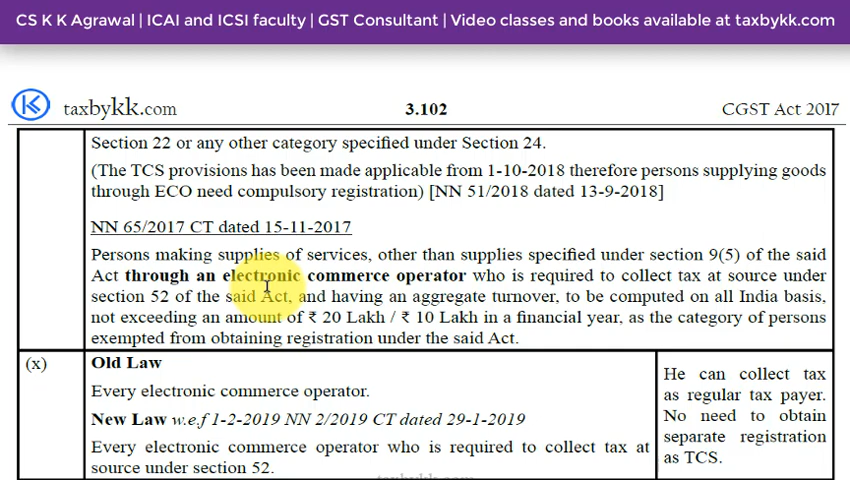 CS K K Agrawal | ICAI and ICSI faculty | GST Consultant | Video classes and books available at taxbykk.com
taxbykk.com
3.102
CGST Act 2017
Section 22 or any other category specified under Section 24.
(The TCS provisions has been made applicable from 1-10-2018 therefore persons supplying goods
through ECO need compulsory registration) [NN 51/2018 dated 13-9-2018]
NN 65/2017 CT dated 15-11-2017
Persons making supplies of services, other than supplies specified under section 9(5) of the said
Act through an electronic commerce operator who is required to collect tax at source under
section 52 of the said Act, and having an aggregate turnover, to be computed on all India basis,
not exceeding an amount of ₹ 20 Lakh / ₹ 10 Lakh in a financial year, as the category of persons
exempted from obtaining registration under the said Act.
(x)
Old Law
Every electronic commerce operator.
New Law w.e.f 1-2-2019 NN 2/2019 CT dated 29-1-2019
Every electronic commerce operator who is required to collect tax at
source under section 52.
He can collect tax
as regular tax payer.
No need to obtain
separate registration
as TCS.
taxbykk.com